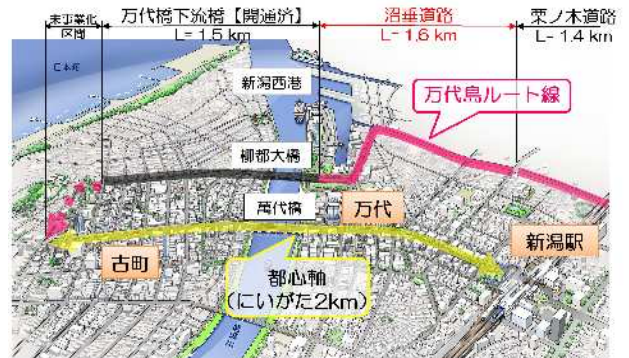 未事業化
区間
万代橋下流橋【開通済】
L= 1.5 km
沼垂道路
L= 1.6 km
栗ノ木道路
L= 1.4 km
日本海
新潟西港
万代島ルート線
柳都大橋
萬代橋
万代
新潟駅
古町
都心軸
(にいがた2km)